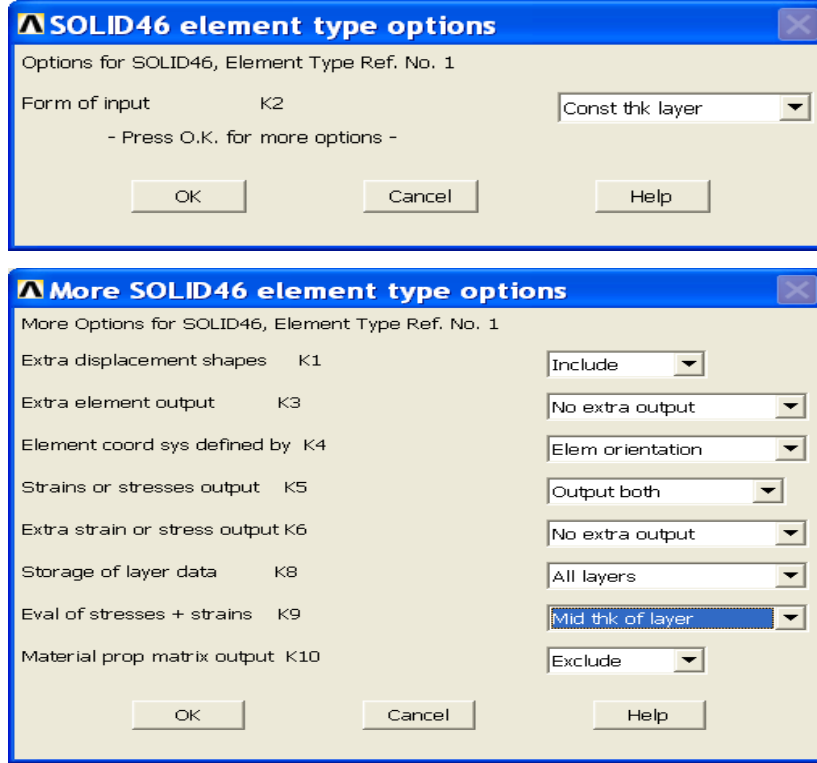 SOLID46 element type options
Options for SOLID46, Element Type Ref. No. 1
Form of input K2 Const thk layer
- Press O.K. for more options -
OK Cancel Help
More SOLID46 element type options
More Options for SOLID46, Element Type Ref. No. 1
Extra displacement shapes K1 Include
Extra element output K3 No extra output
Element coord sys defined by K4 Elem orientation
Strains or stresses output K5 Output both
Extra strain or stress output K6 No extra output
Storage of layer data K8 All layers
Eval of stresses + strains K9 Mid thk of layer
Material prop matrix output K10 Exclude
OK Cancel Help